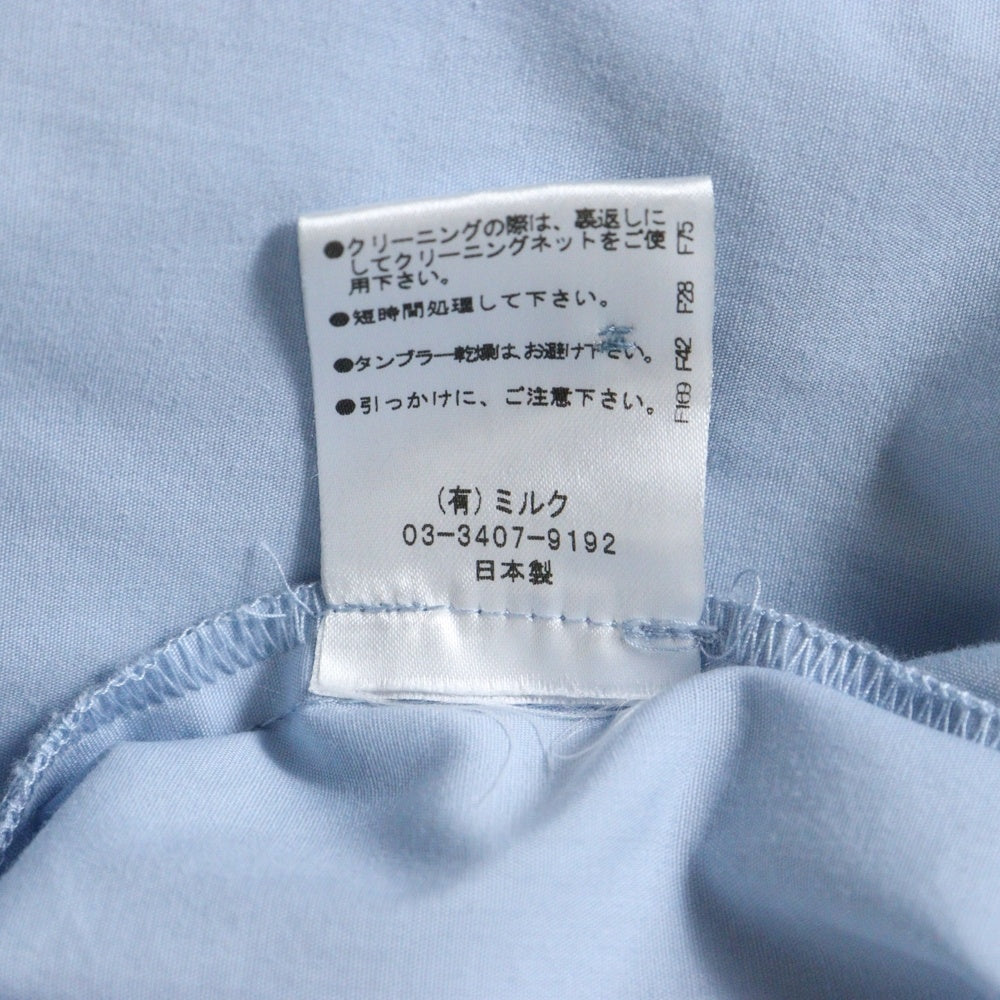 ●クリーニングの際は、裏返しに
してクリーニングネットをご使
用下さい。
●短時間処理して下さい。
●タンブラー乾燥は、お避け下さい。
●引っかけに、ご注意下さい。
F75
F28
F42
F169
(有)ミルク
03-3407-9192
日本製